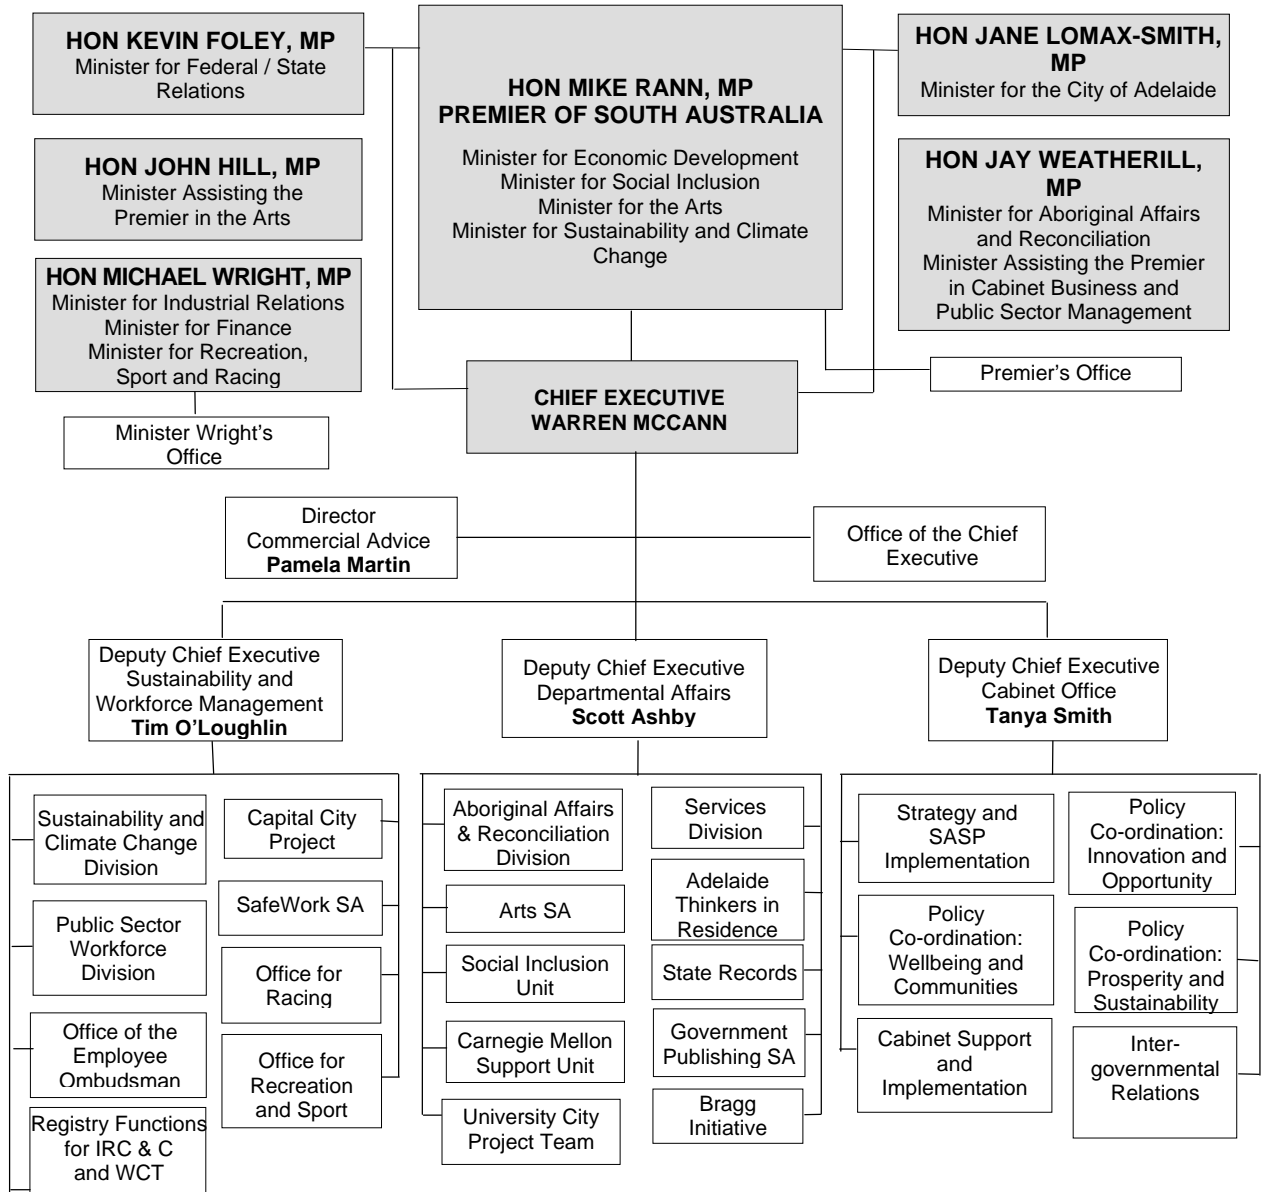 HON KEVIN FOLEY, MP
Minister for Federal / State
Relations
HON MIKE RANN, MP
PREMIER OF SOUTH AUSTRALIA
Minister for Economic Development
Minister for Social Inclusion
Minister for the Arts
Minister for Sustainability and Climate
Change
HON JANE LOMAX-SMITH,
MP
Minister for the City of Adelaide
HON JOHN HILL, MP
Minister Assisting the
Premier in the Arts
HON JAY WEATHERILL,
MP
Minister for Aboriginal Affairs
and Reconciliation
Minister Assisting the Premier
in Cabinet Business and
Public Sector Management
HON MICHAEL WRIGHT, MP
Minister for Industrial Relations
Minister for Finance
Minister for Recreation,
Sport and Racing
Premier's Office
CHIEF EXECUTIVE
WARREN MCCANN
Minister Wright's
Office
Director
Commercial Advice
Pamela Martin
Office of the Chief
Executive
Deputy Chief Executive
Sustainability and
Workforce Management
Tim O'Loughlin
Deputy Chief Executive
Departmental Affairs
Scott Ashby
Deputy Chief Executive
Cabinet Office
Tanya Smith
Sustainability and
Climate Change
Division
Capital City
Project
Public Sector
Workforce
Division
SafeWork SA
Office for
Racing
Office of the
Employee
Ombudsman
Office for
Recreation
and Sport
Registry Functions
for IRC & C
and WCT
Aboriginal Affairs
& Reconciliation
Division
Services
Division
Arts SA
Adelaide
Thinkers in
Residence
Social Inclusion
Unit
State Records
Carnegie Mellon
Support Unit
Government
Publishing SA
University City
Project Team
Bragg
Initiative
Strategy and
SASP
Implementation
Policy
Co-ordination:
Innovation and
Opportunity
Policy
Co-ordination:
Wellbeing and
Communities
Policy
Co-ordination:
Prosperity and
Sustainability
Cabinet Support
and
Implementation
Inter-
governmental
Relations